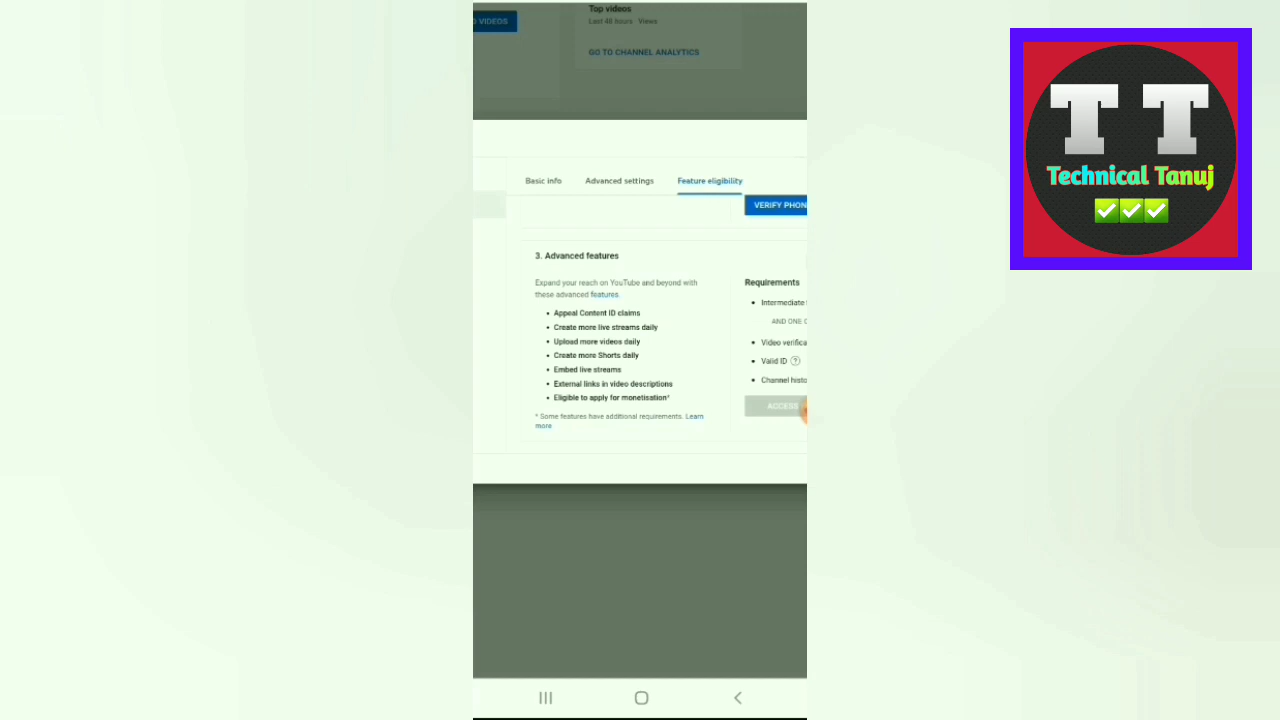 Top videos
VIDEOS
Last 48 hours Views
GO TO CHANNEL ANALYTICS
Basic info Advanced settings Feature eligibility
VERIFY PHON
3. Advanced features
Expand your reach on YouTube and beyond with
these advanced features.
• Appeal Content ID claims
• Create more live streams daily
• Upload more videos daily
• Create more Shorts daily
• Embed live streams
• External links in video descriptions
• Eligible to apply for monetisation*
* Some features have additional requirements. Learn
more
Requirements
• Intermediate
AND ONE
• Video verifica
• Valid ID ?
• Channel histo
ACCESS
T T
Technical Tanuj